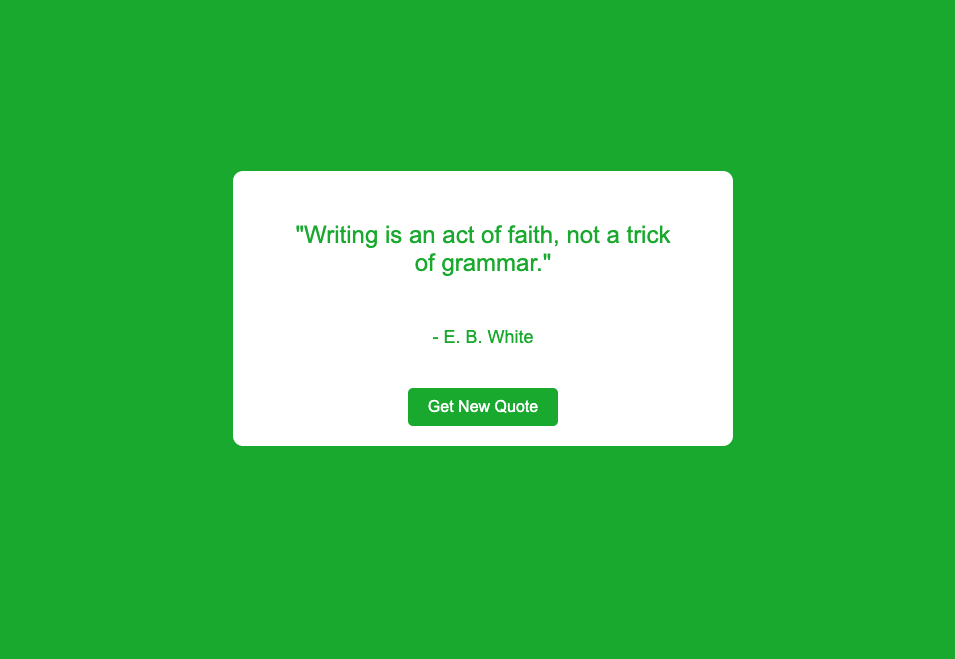 "Writing is an act of faith, not a trick
of grammar."
- E. B. White
Get New Quote